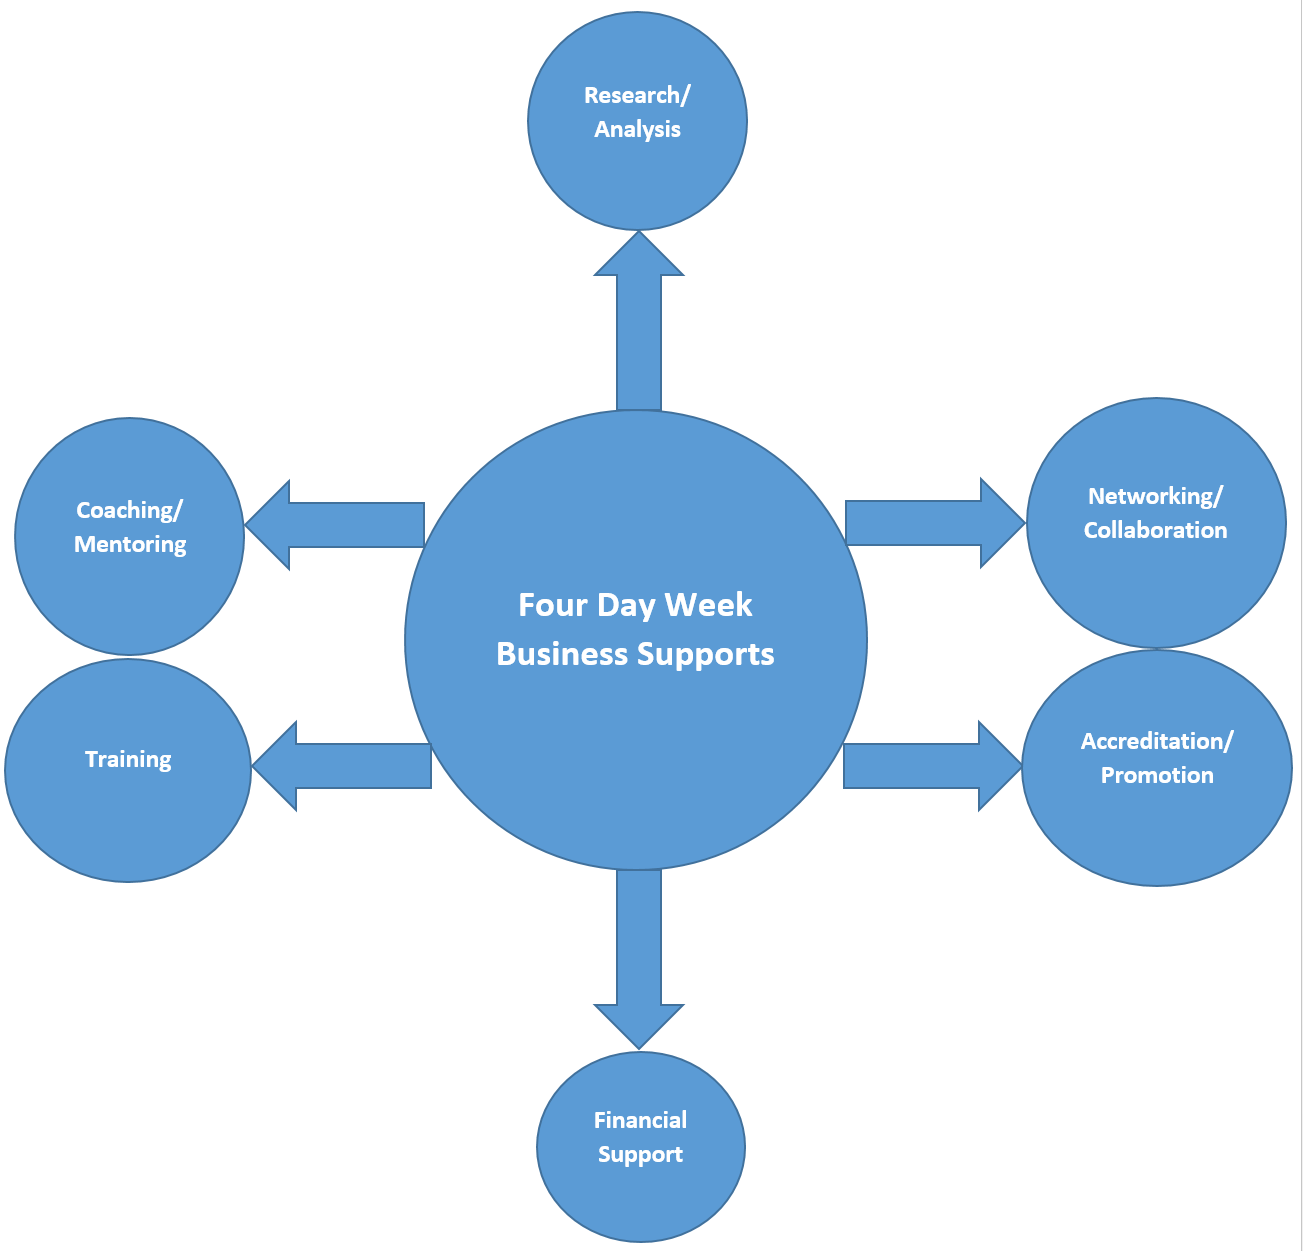 Research/
Analysis
Coaching/
Mentoring
Networking/
Collaboration
Four Day Week
Business Supports
Training
Accreditation/
Promotion
Financial
Support